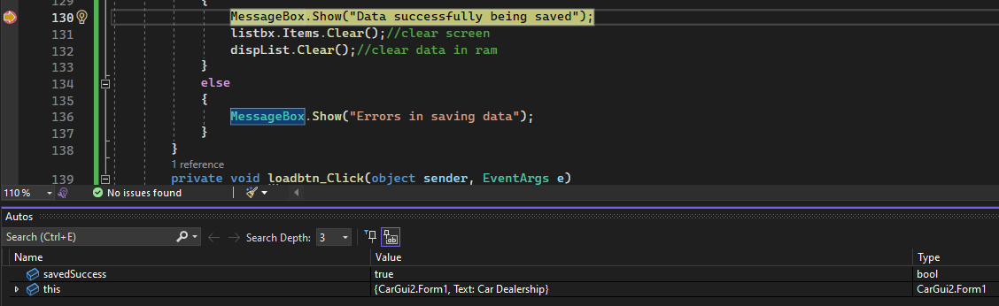 129 {
130 MessageBox.Show("Data successfully being saved");
131 listbx.Items.Clear();//clear screen
132 dispList.Clear();//clear data in ram
133 }
134 else
135 {
136 MessageBox.Show("Errors in saving data");
137 }
138 }
1 reference
139 private void loadbtn_Click(object sender, EventArgs e)
110 % No issues found
Autos
Search (Ctrl+E) Search Depth: 3
Name Value Type
savedSuccess true bool
this {CarGui2.Form1, Text: Car Dealership} CarGui2.Form1